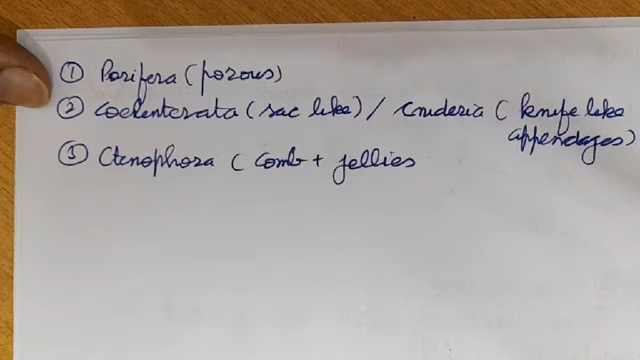 ① Porifera (porous)
② Coelenterata (sac like) / Cnideria ( knife like
appendages)
③ Ctenophora ( Comb + jellies